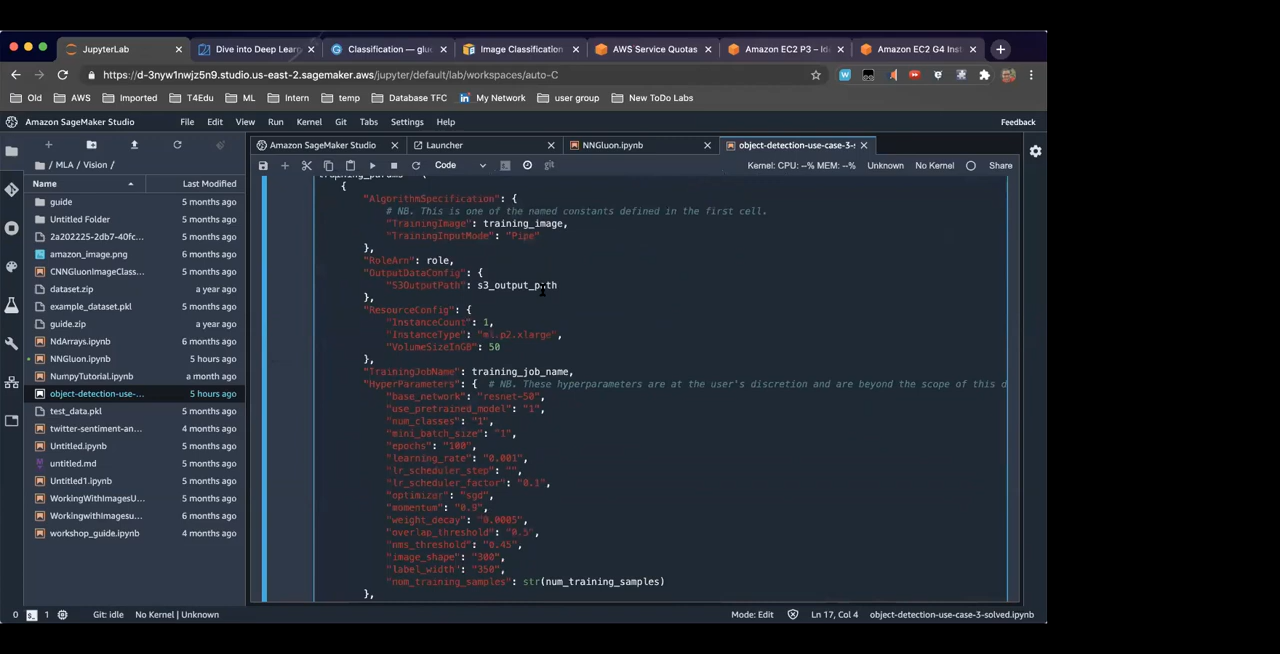 JupyterLab
Dive into Deep Learn
Classification — glu
Image Classification
AWS Service Quotas
Amazon EC2 P3 – Ide
Amazon EC2 G4 Inst
https://d-3nyw1nwjz5n9.studio.us-east-2.sagemaker.aws/jupyter/default/lab/workspaces/auto-C
Old AWS Imported T4Edu ML Intern temp Database TFC My Network user group New ToDo Labs
Amazon SageMaker Studio File Edit View Run Kernel Git Tabs Settings Help Feedback
Amazon SageMaker Studio Launcher NNGluon.ipynb object-detection-use-case-3-s
/ MLA / Vision /
Code Kernel: CPU: --% MEM: --% Unknown No Kernel Share
Name Last Modified
guide 5 months ago
Untitled Folder 5 months ago
2a202225-2db7-40fc... 5 months ago
amazon_image.png 6 months ago
CNNGluonImageClass... 6 months ago
dataset.zip a year ago
example_dataset.pkl 6 months ago
guide.zip a year ago
NdArrays.ipynb 6 months ago
NNGluon.ipynb 5 hours ago
NumpyTutorial.ipynb a month ago
object-detection-use-... 5 hours ago
test_data.pkl 6 months ago
twitter-sentiment-an... 4 months ago
Untitled.ipynb 5 months ago
untitled.md 5 months ago
Untitled1.ipynb 5 months ago
WorkingWithImagesU... 5 months ago
WorkingwithImagesu... 6 months ago
workshop_guide.ipynb 4 months ago
training_params = {
{
"AlgorithmSpecification": {
# NB. This is one of the named constants defined in the first cell.
"TrainingImage": training_image,
"TrainingInputMode": "Pipe"
},
"RoleArn": role,
"OutputDataConfig": {
"S3OutputPath": s3_output_path
},
"ResourceConfig": {
"InstanceCount": 1,
"InstanceType": "ml.p2.xlarge",
"VolumeSizeInGB": 50
},
"TrainingJobName": training_job_name,
"HyperParameters": { # NB. These hyperparameters are at the user's discretion and are beyond the scope of this d
"base_network": "resnet-50",
"use_pretrained_model": "1",
"num_classes": "1",
"mini_batch_size": "1",
"epochs": "100",
"learning_rate": "0.001",
"lr_scheduler_step": "",
"lr_scheduler_factor": "0.1",
"optimizer": "sgd",
"momentum": "0.9",
"weight_decay": "0.0005",
"overlap_threshold": "0.5",
"nms_threshold": "0.45",
"image_shape": "300",
"label_width": "350",
"num_training_samples": str(num_training_samples)
},
0 1 Git: idle No Kernel | Unknown Mode: Edit Ln 17, Col 4 object-detection-use-case-3-solved.ipynb